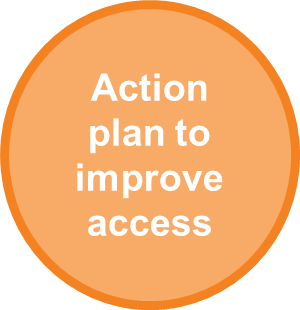 Action
plan to
improve
access